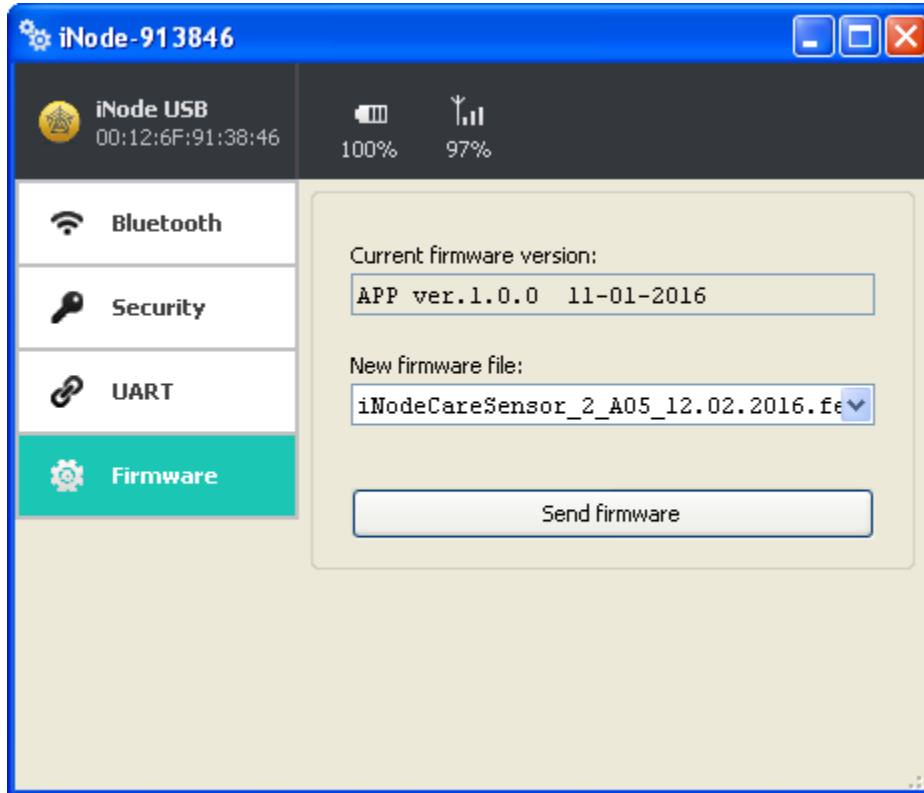 iNode-913846
iNode USB
00:12:6F:91:38:46
100%
97%
Bluetooth
Security
UART
Firmware
Current firmware version:
APP ver.1.0.0  11-01-2016
New firmware file:
iNodeCareSensor_2_A05_12.02.2016.fe
Send firmware